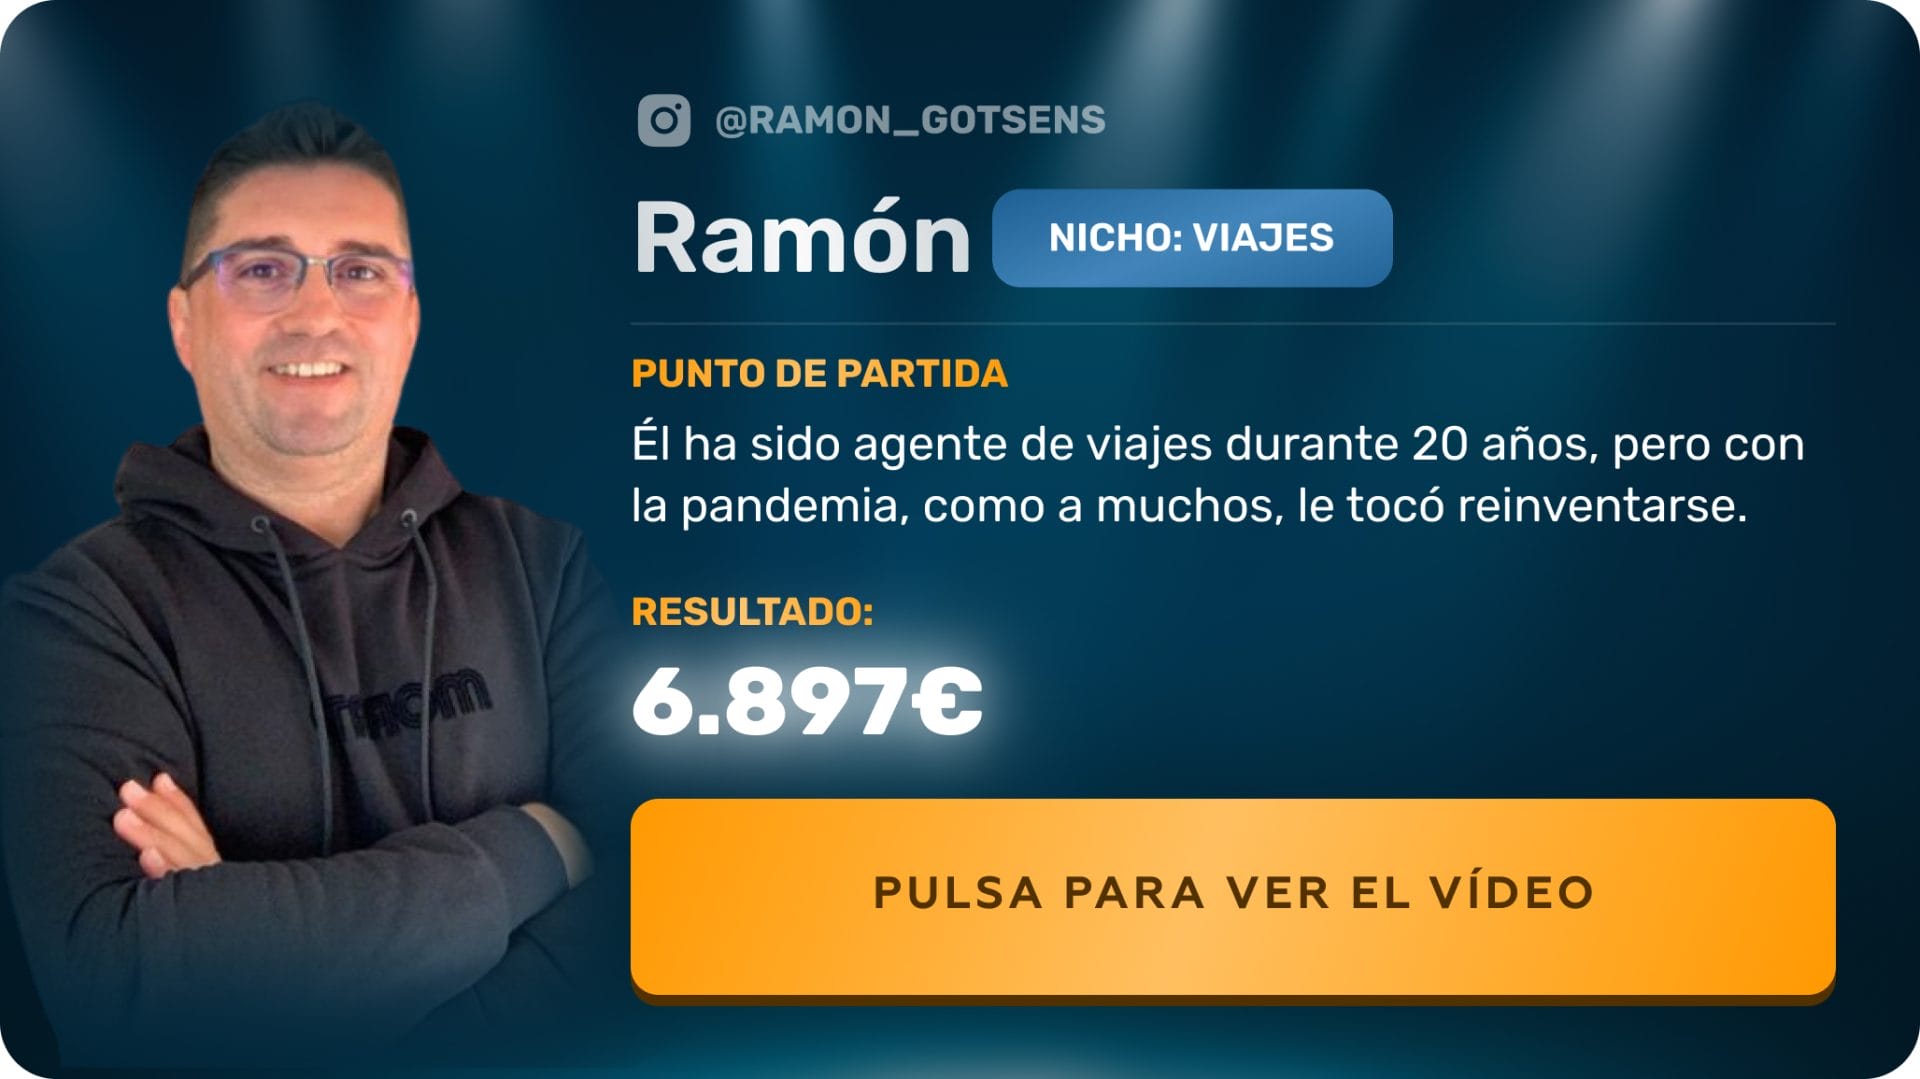 @RAMON_GOTSENS
Ramón
NICHO: VIAJES
PUNTO DE PARTIDA
Él ha sido agente de viajes durante 20 años, pero con
la pandemia, como a muchos, le tocó reinventarse.
RESULTADO:
6.897€
PULSA PARA VER EL VÍDEO